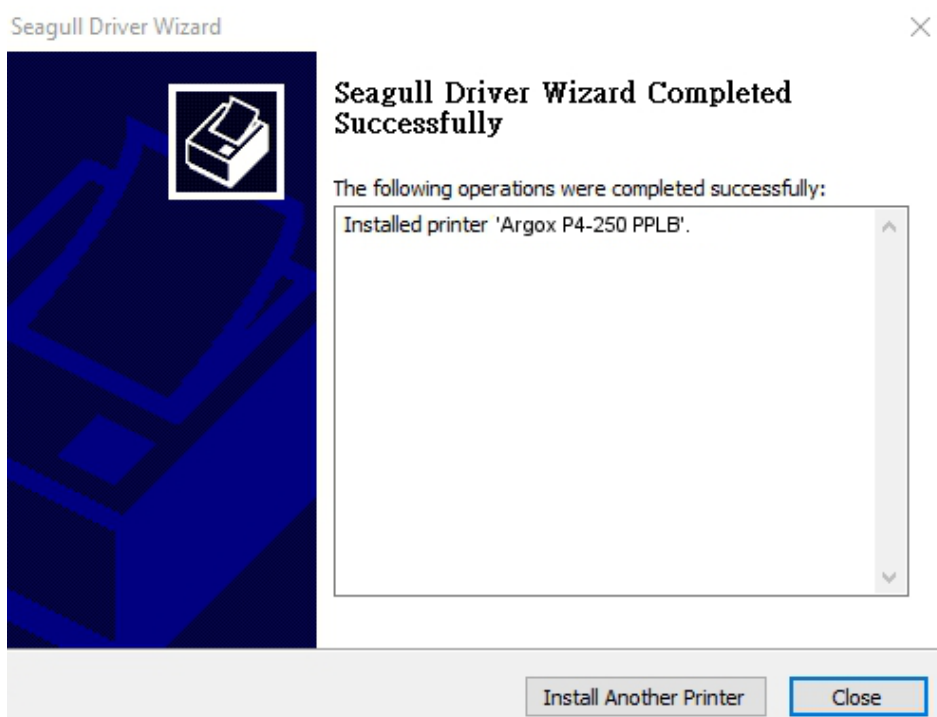 Seagull Driver Wizard
Seagull Driver Wizard Completed
Successfully
The following operations were completed successfully:
Installed printer 'Argox P4-250 PPLB'.
Install Another Printer
Close